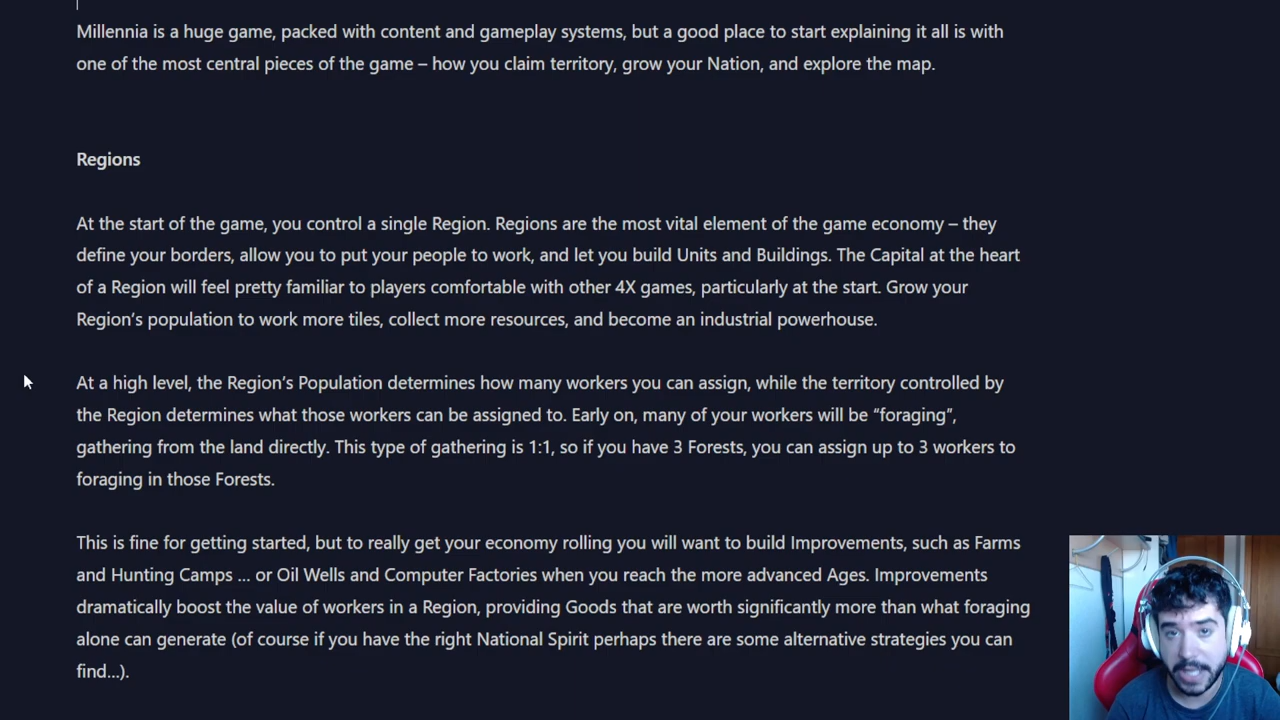 Millennia is a huge game, packed with content and gameplay systems, but a good place to start explaining it all is with
one of the most central pieces of the game – how you claim territory, grow your Nation, and explore the map.
Regions
At the start of the game, you control a single Region. Regions are the most vital element of the game economy – they
define your borders, allow you to put your people to work, and let you build Units and Buildings. The Capital at the heart
of a Region will feel pretty familiar to players comfortable with other 4X games, particularly at the start. Grow your
Region’s population to work more tiles, collect more resources, and become an industrial powerhouse.
At a high level, the Region’s Population determines how many workers you can assign, while the territory controlled by
the Region determines what those workers can be assigned to. Early on, many of your workers will be “foraging”,
gathering from the land directly. This type of gathering is 1:1, so if you have 3 Forests, you can assign up to 3 workers to
foraging in those Forests.
This is fine for getting started, but to really get your economy rolling you will want to build Improvements, such as Farms
and Hunting Camps ... or Oil Wells and Computer Factories when you reach the more advanced Ages. Improvements
dramatically boost the value of workers in a Region, providing Goods that are worth significantly more than what foraging
alone can generate (of course if you have the right National Spirit perhaps there are some alternative strategies you can
find...).